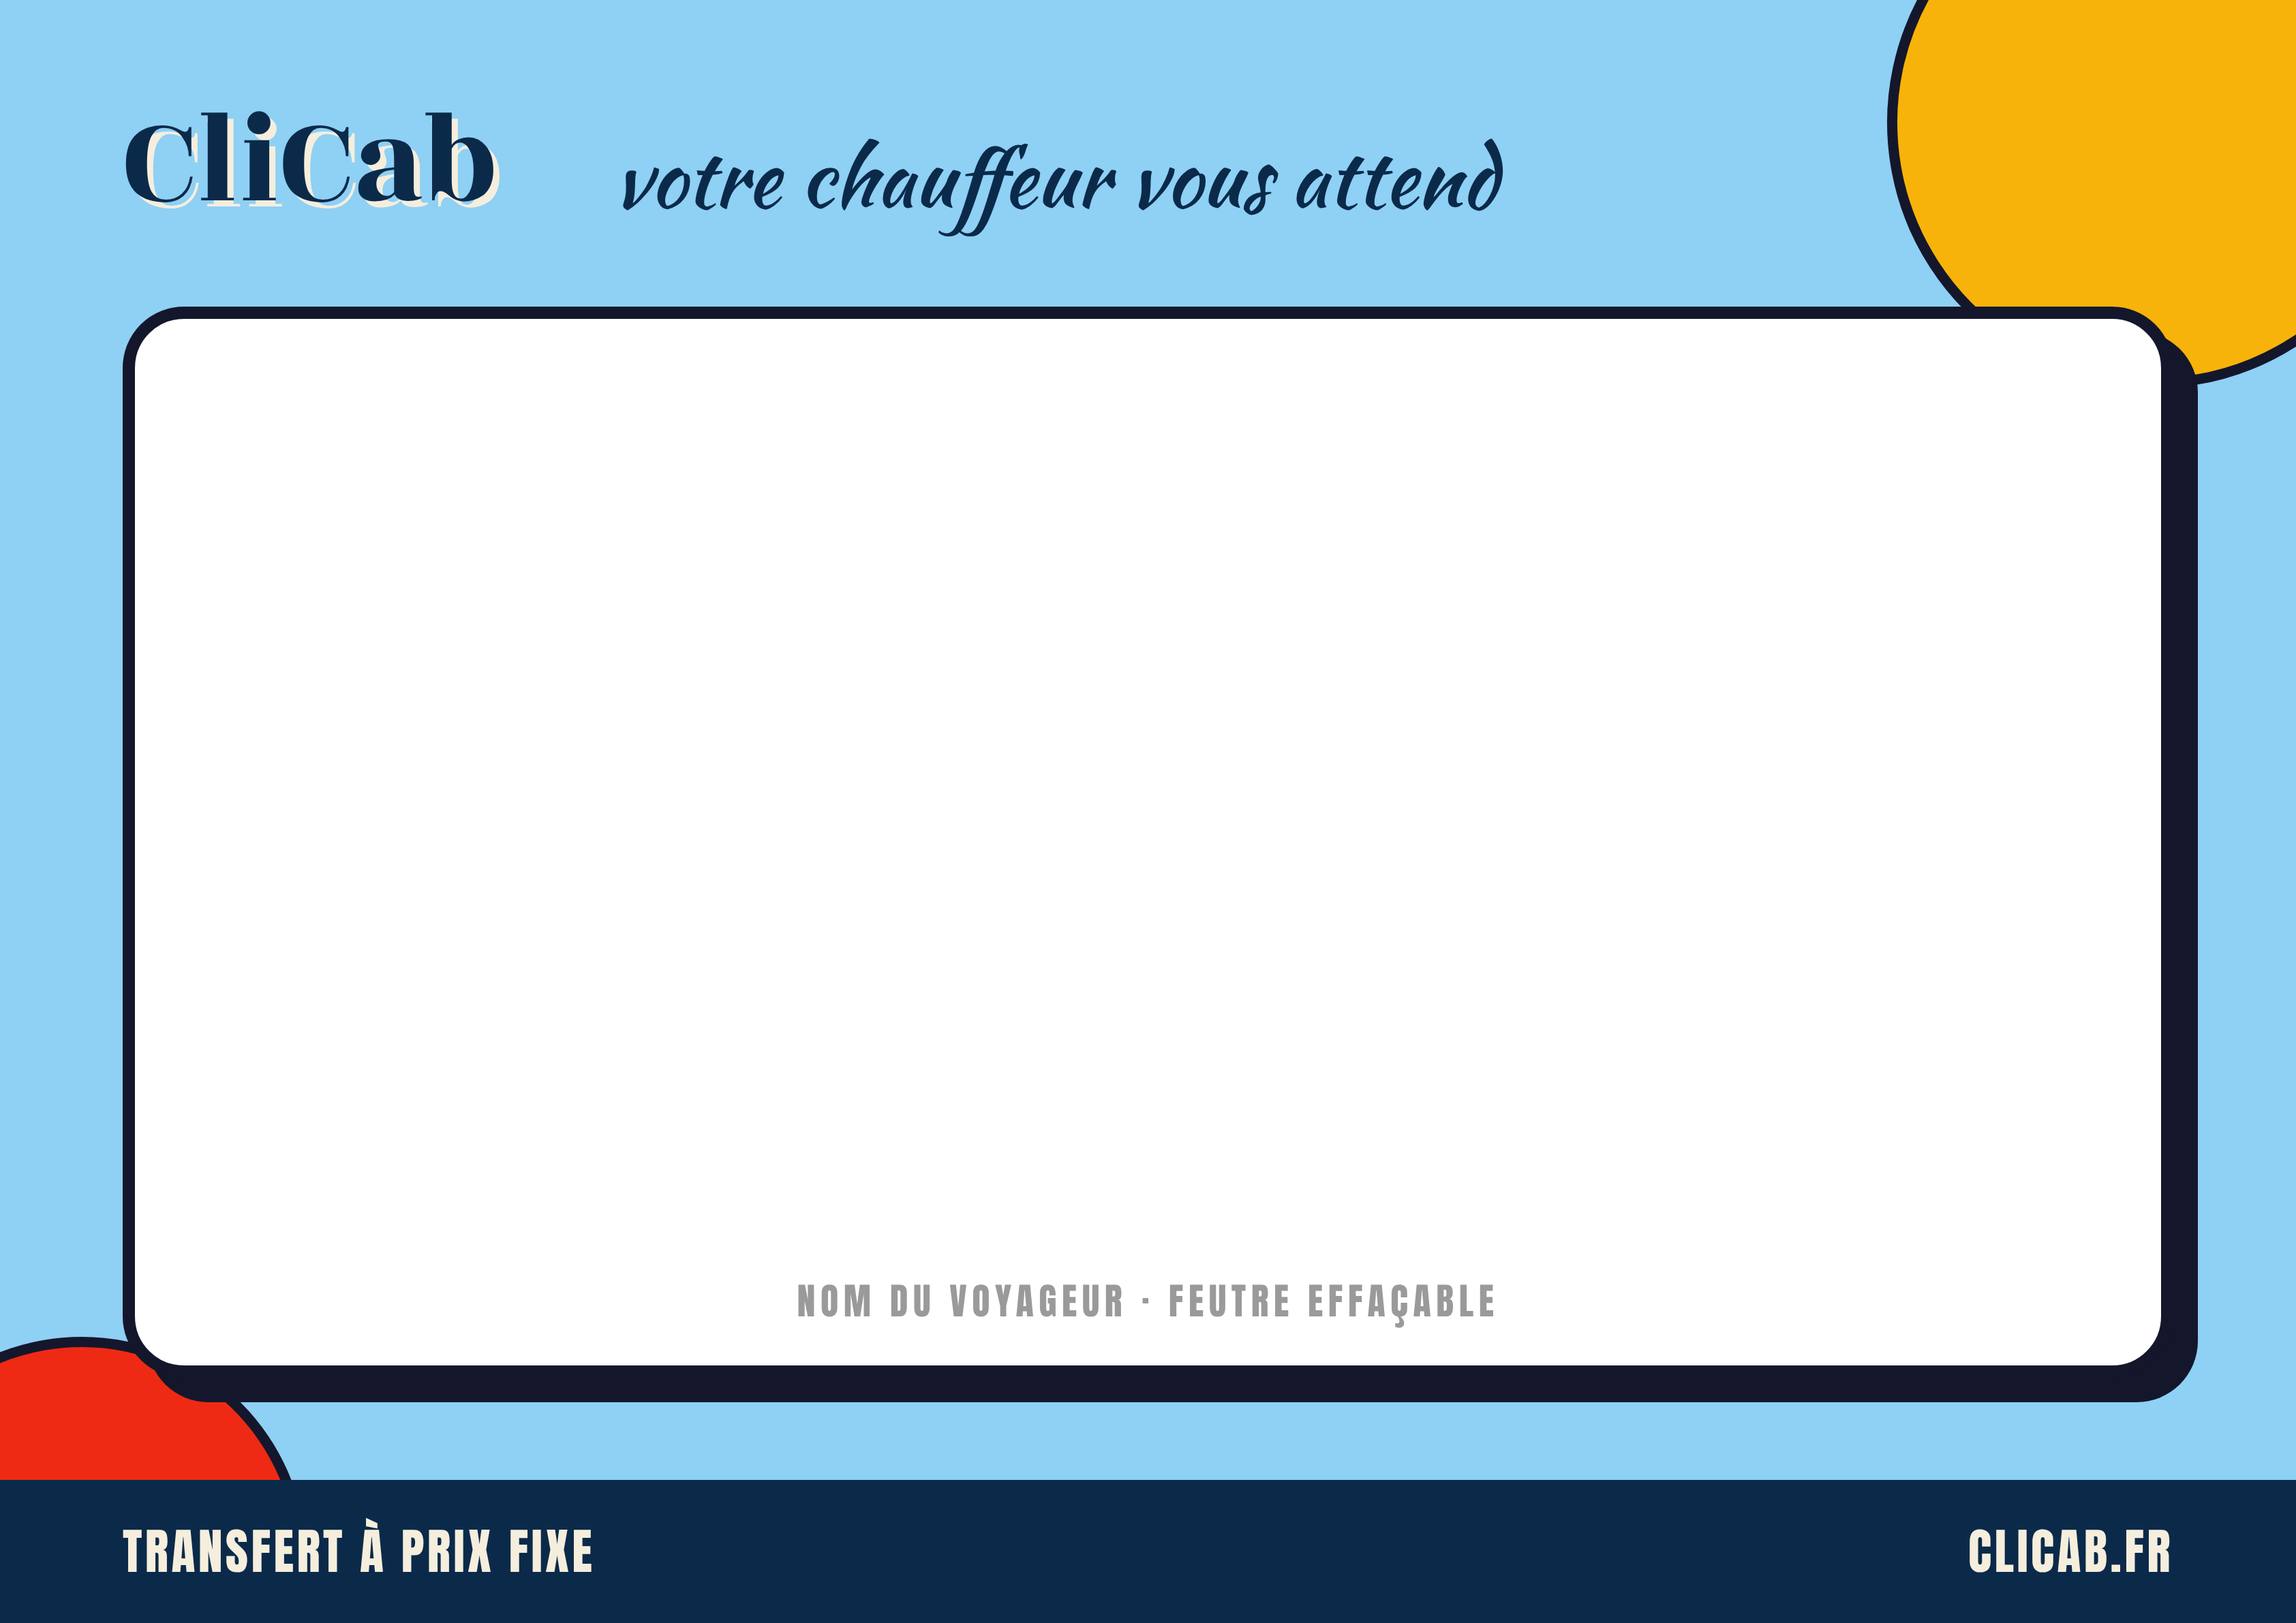 CliCab votre chauffeur vous attend
NOM DU VOYAGEUR · FEUTRE EFFAÇABLE
TRANSFERT À PRIX FIXE CLICAB.FR